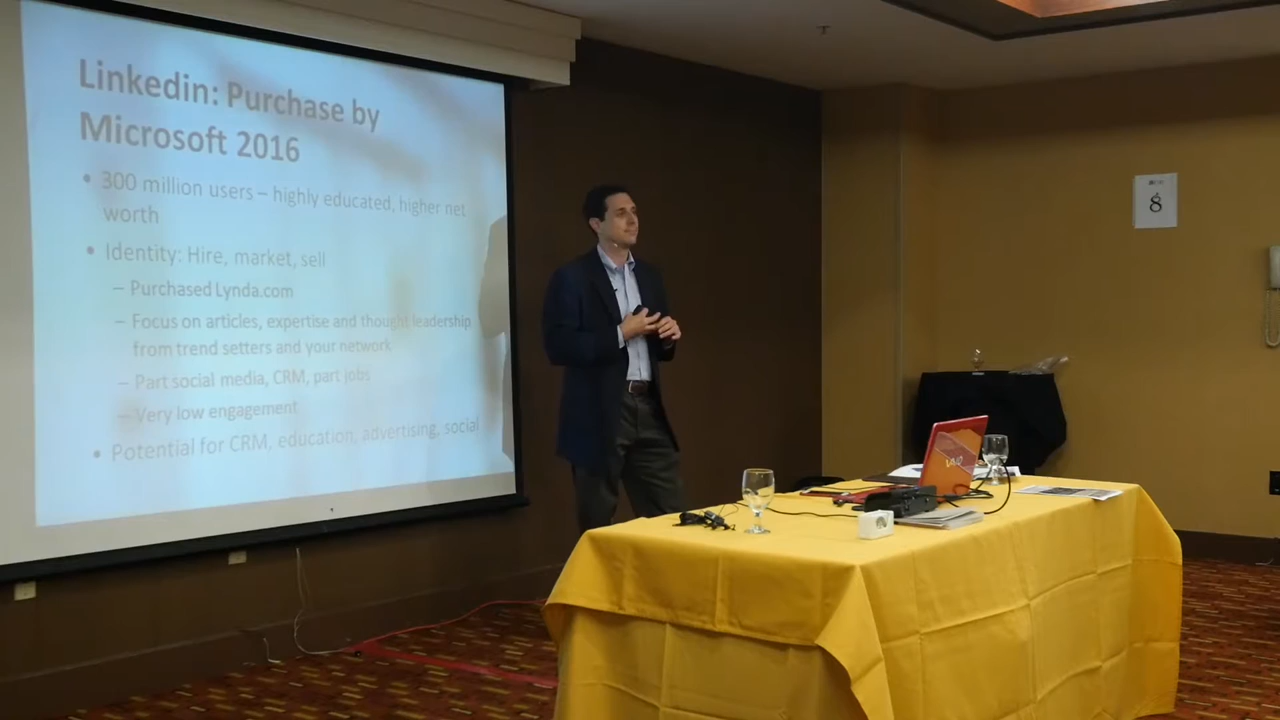 Linkedin: Purchase by
Microsoft 2016
• 300 million users – highly educated, higher net
worth
• Identity: Hire, market, sell
– Purchased Lynda.com
– Focus on articles, expertise and thought leadership
from trend setters and your network
– Part social media, CRM, part jobs
– Very low engagement
• Potential for CRM, education, advertising, social
8
VAIO